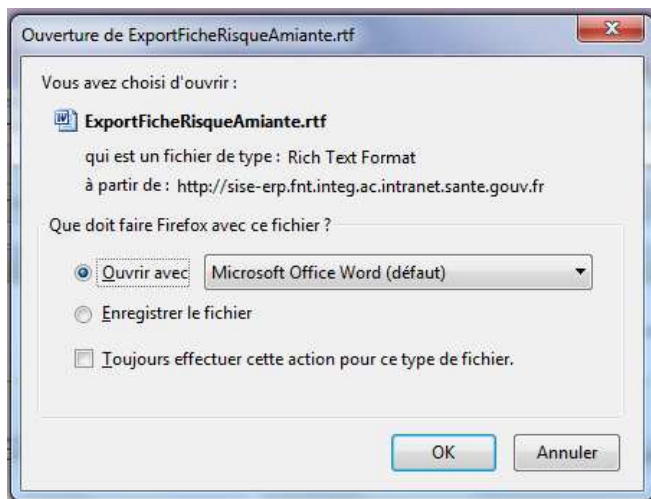 Ouverture de ExportFicheRisqueAmiante.rtf
Vous avez choisi d'ouvrir :
ExportFicheRisqueAmiante.rtf
qui est un fichier de type : Rich Text Format
à partir de : http://sise-erp.fnt.integ.ac.intranet.sante.gouv.fr
Que doit faire Firefox avec ce fichier ?
Ouvrir avec Microsoft Office Word (défaut)
Enregistrer le fichier
Toujours effectuer cette action pour ce type de fichier.
OK Annuler